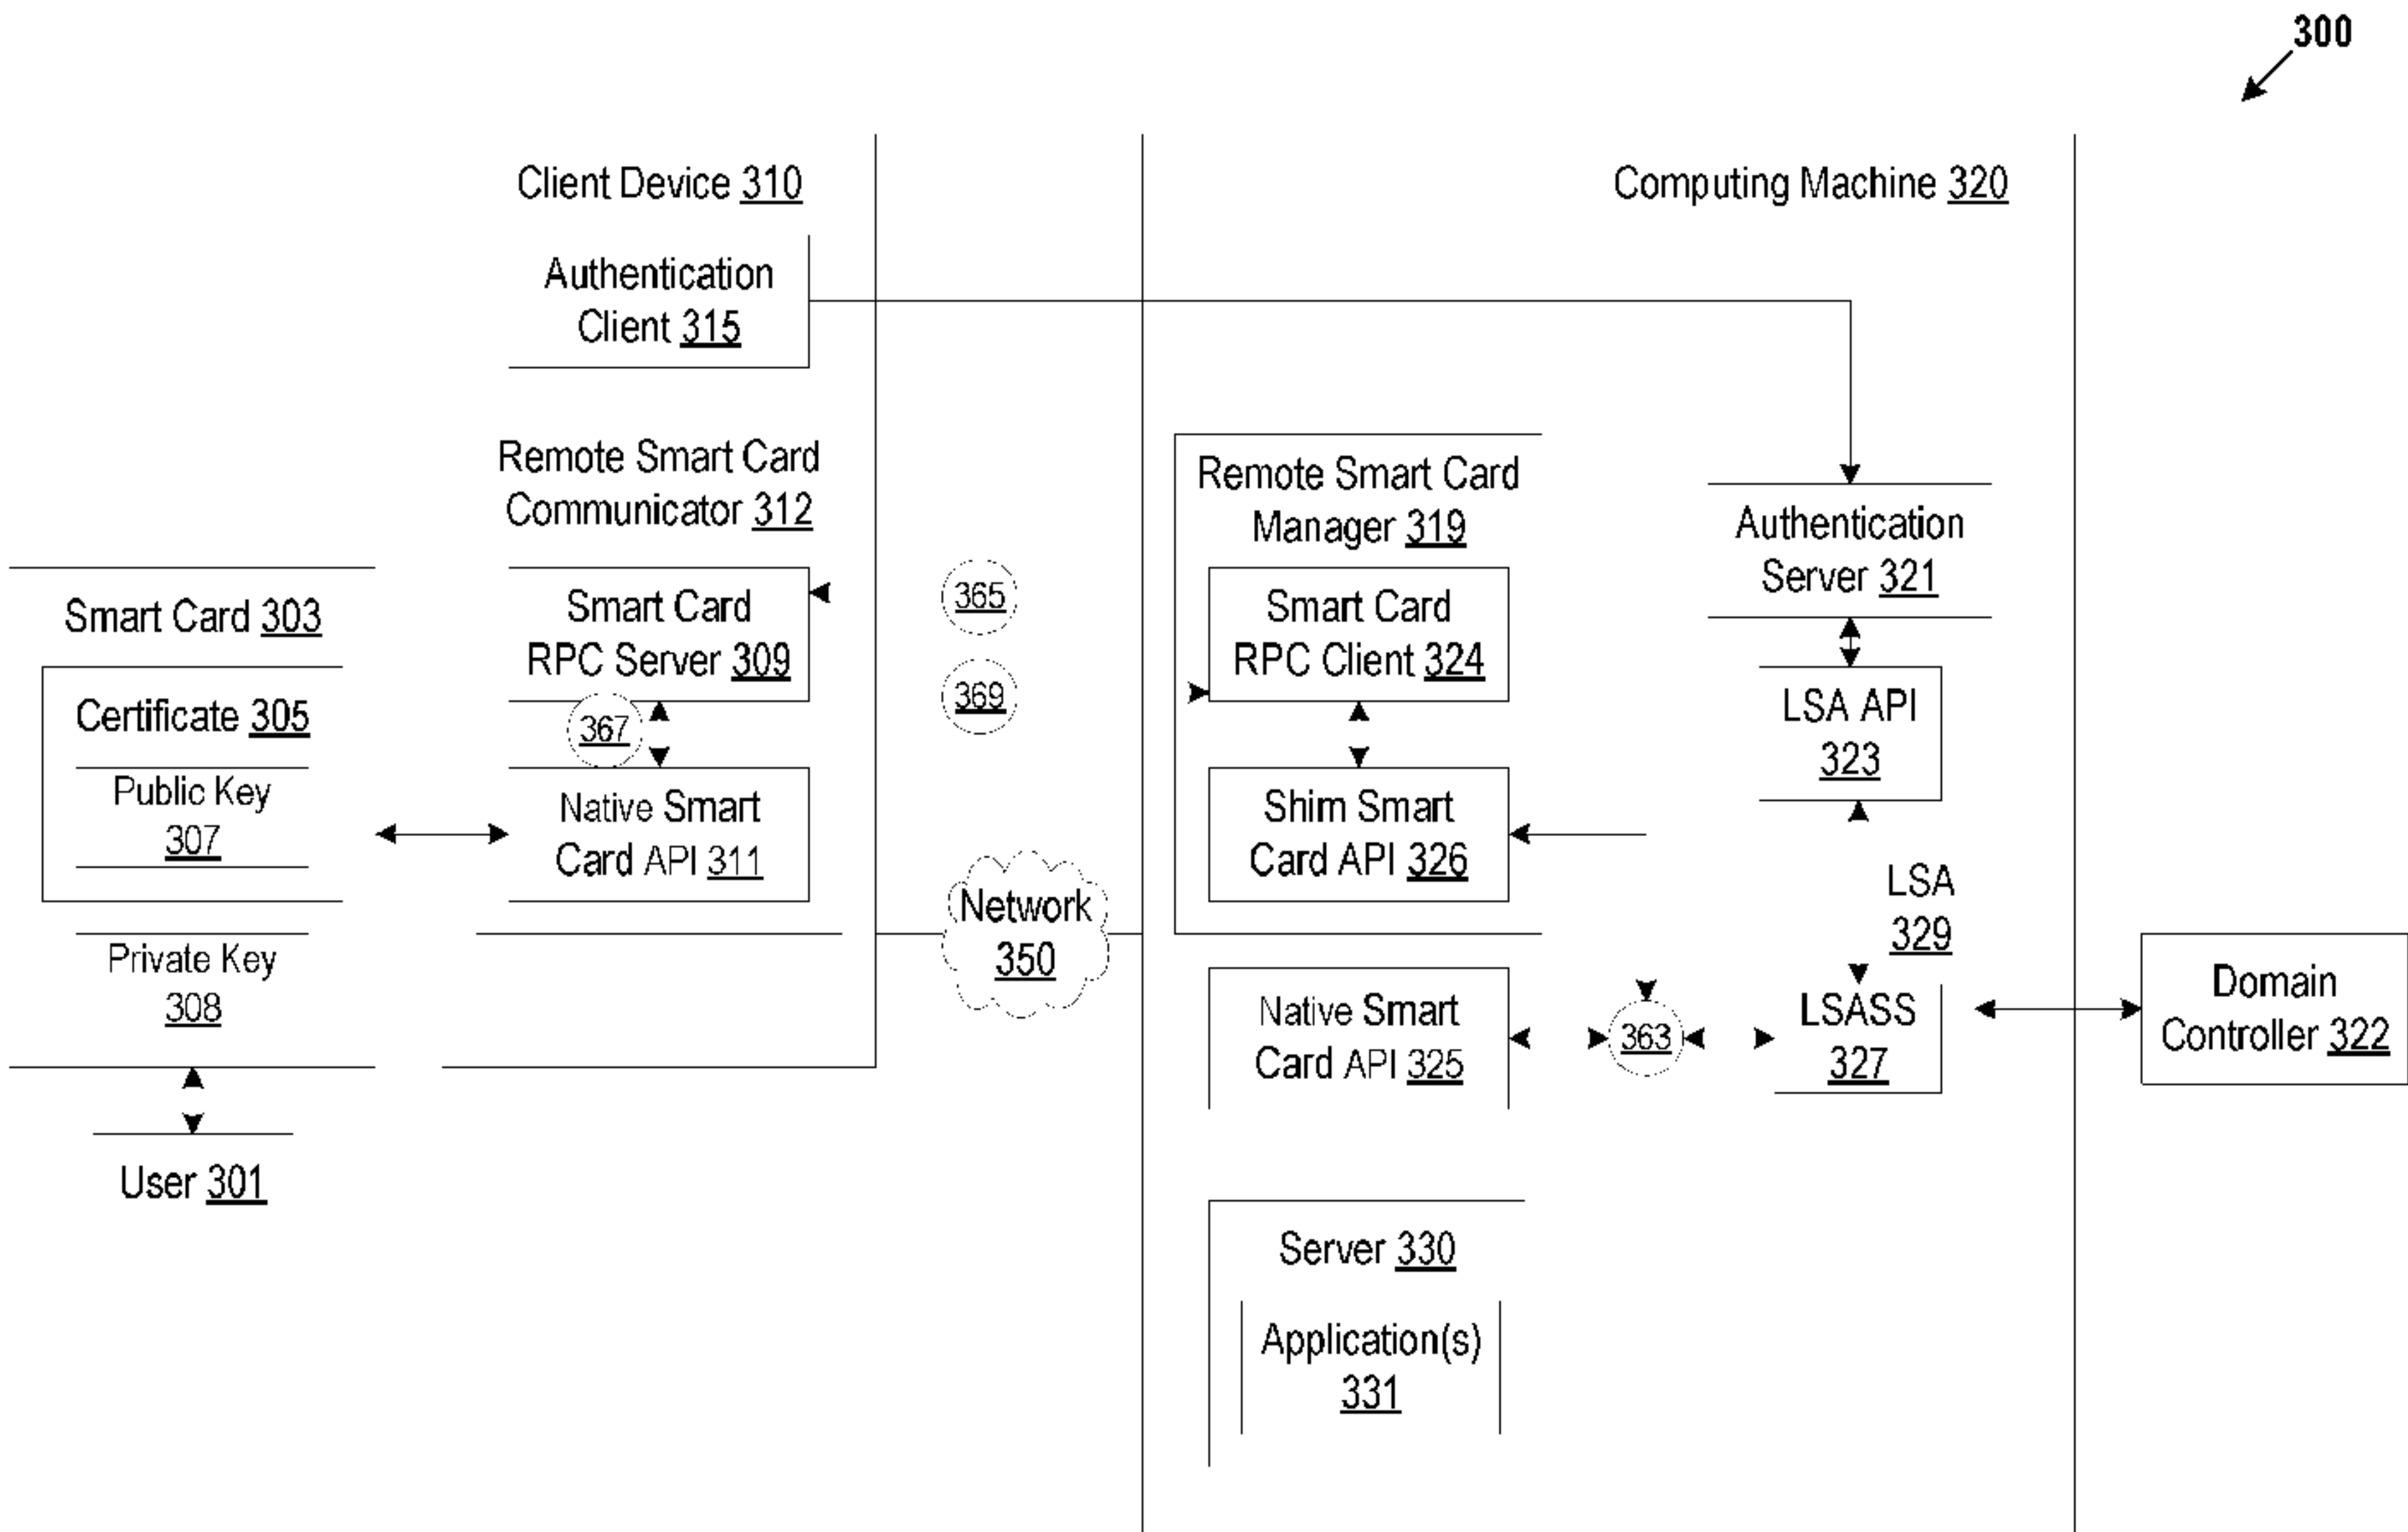 300
Client Device 310
Computing Machine 320
Authentication
Client 315
Remote Smart Card
Communicator 312
Remote Smart Card
Manager 319
Authentication
Server 321
Smart Card 303
Smart Card
RPC Server 309
365
369
Smart Card
RPC Client 324
Certificate 305
367
LSA API
323
Public Key
307
Native Smart
Card API 311
Shim Smart
Card API 326
Network
350
LSA
329
Private Key
308
Native Smart
Card API 325
363
LSASS
327
Domain
Controller 322
User 301
Server 330
Application(s)
331